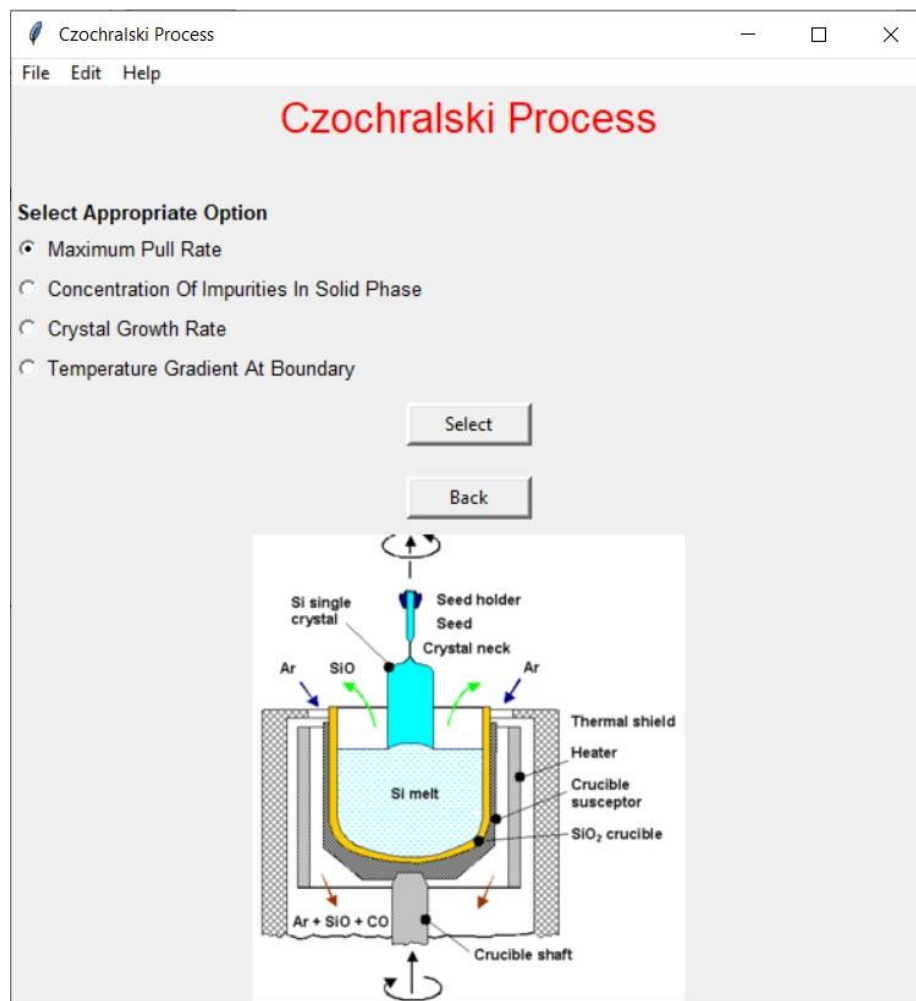 Czochralski Process
File Edit Help
Czochralski Process
Select Appropriate Option
Maximum Pull Rate
Concentration Of Impurities In Solid Phase
Crystal Growth Rate
Temperature Gradient At Boundary
Select
Back
Si single
crystal
Seed holder
Seed
Crystal neck
Ar
SiO
Ar
Thermal shield
Heater
Crucible
susceptor
Si melt
SiO₂ crucible
Ar + SiO + CO
Crucible shaft